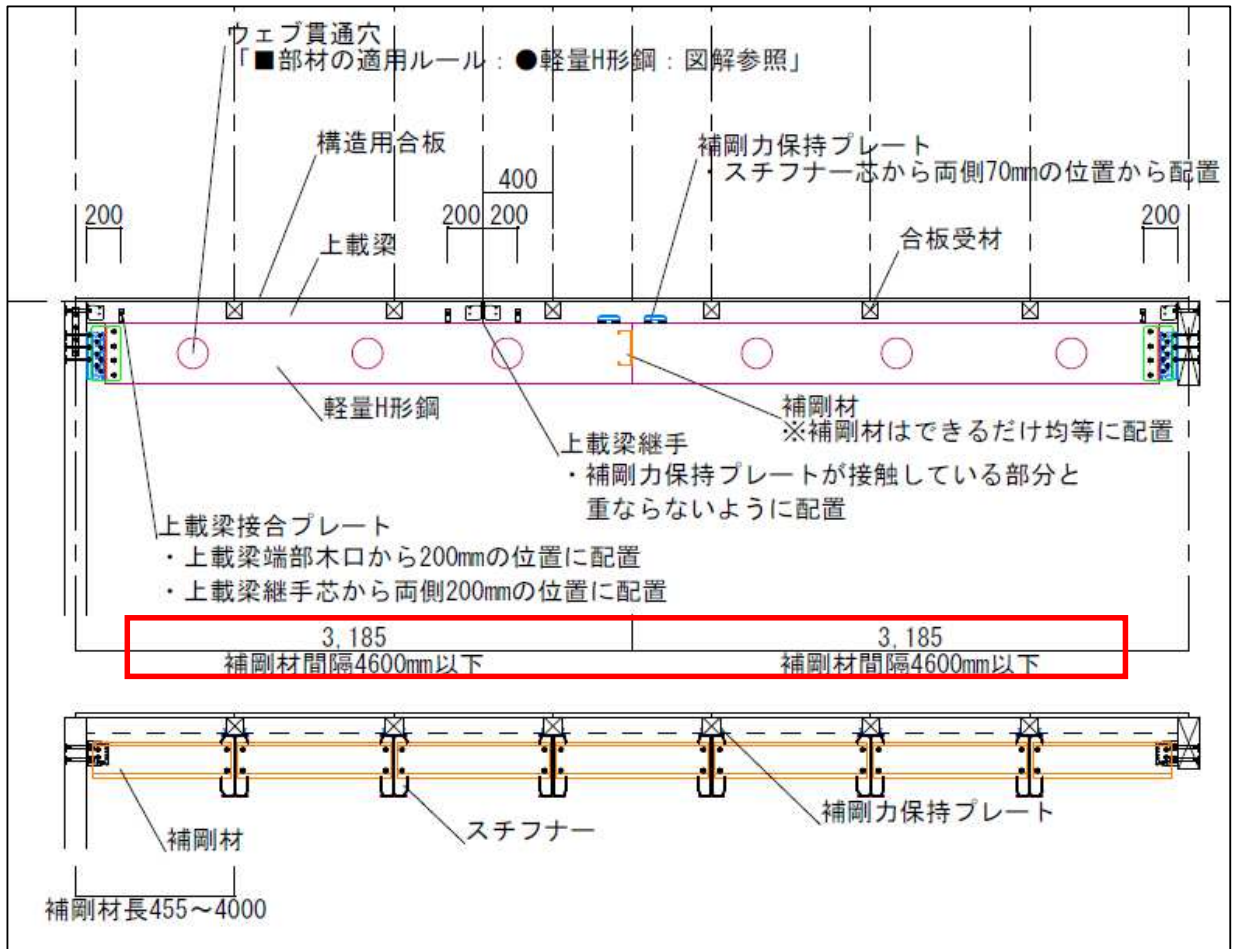 ウェブ貫通穴
「■部材の適用ルール：●軽量H形鋼：図解参照」
構造用合板
補剛力保持プレート
・スチフナー芯から両側70mmの位置から配置
400
200
200
200
200
上載梁
合板受材
軽量H形鋼
補剛材
※補剛材はできるだけ均等に配置
上載梁継手
・補剛力保持プレートが接触している部分と
重ならないように配置
上載梁接合プレート
・上載梁端部木口から200mmの位置に配置
・上載梁継手芯から両側200mmの位置に配置
3,185
3,185
補剛材間隔4600mm以下
補剛材間隔4600mm以下
補剛材
スチフナー
補剛力保持プレート
補剛材長455～4000